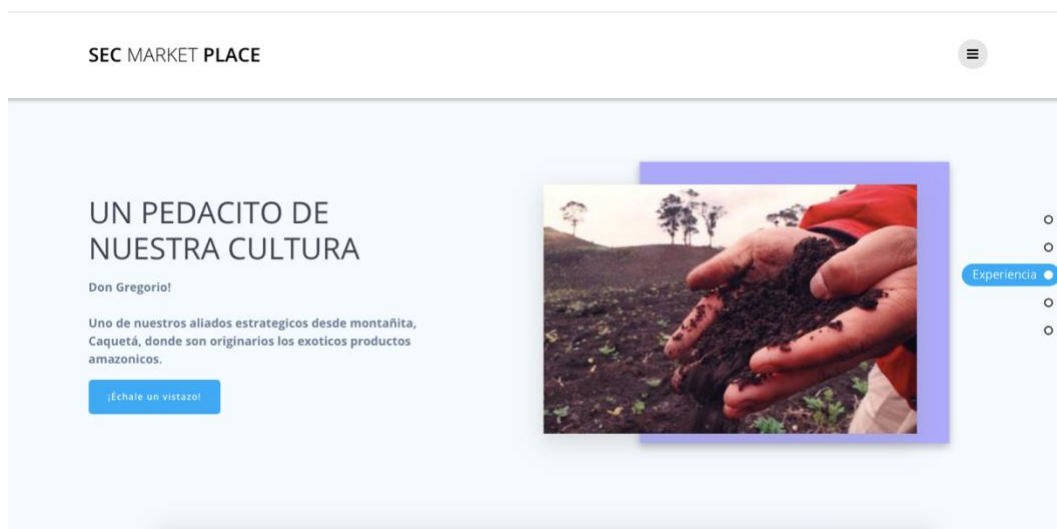 SEC MARKET PLACE
UN PEDACITO DE
NUESTRA CULTURA
Don Gregorio!
Uno de nuestros aliados estrategicos desde montañita,
Caquetá, donde son originarios los exoticos productos
amazonicos.
¡Échale un vistazo!
Experiencia